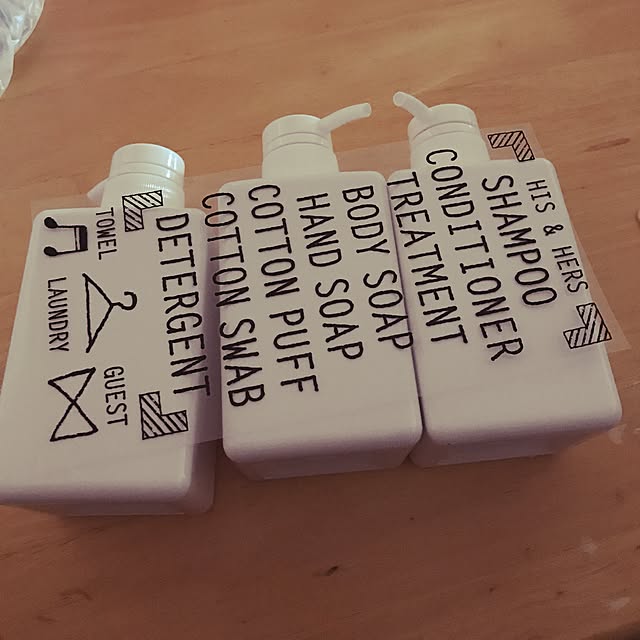 HIS & HERS
SHAMPOO
CONDITIONER
TREATMENT
BODY SOAP
HAND SOAP
COTTON PUFF
COTTON SWAB
DETERGENT
TOWEL
GUEST
LAUNDRY